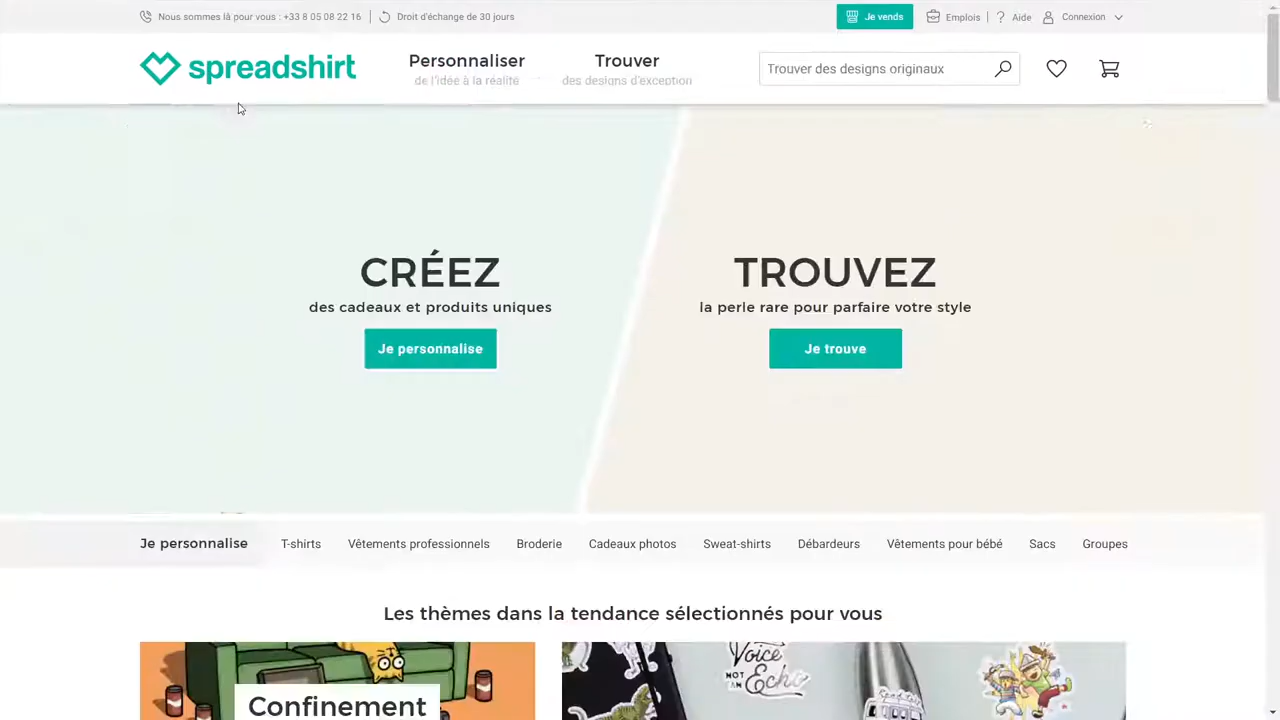 Nous sommes là pour vous : +33 8 05 08 22 16
Droit d'échange de 30 jours
Je vends
Emplois
? Aide
Connexion
spreadshirt
Personnaliser
de l'idée à la réalité
Trouver
des designs d'exception
Trouver des designs originaux
CRÉEZ
des cadeaux et produits uniques
Je personnalise
TROUVEZ
la perle rare pour parfaire votre style
Je trouve
Je personnalise
T-shirts
Vêtements professionnels
Broderie
Cadeaux photos
Sweat-shirts
Débardeurs
Vêtements pour bébé
Sacs
Groupes
Les thèmes dans la tendance sélectionnés pour vous
Confinement
Voice
NOT
AN
Echo